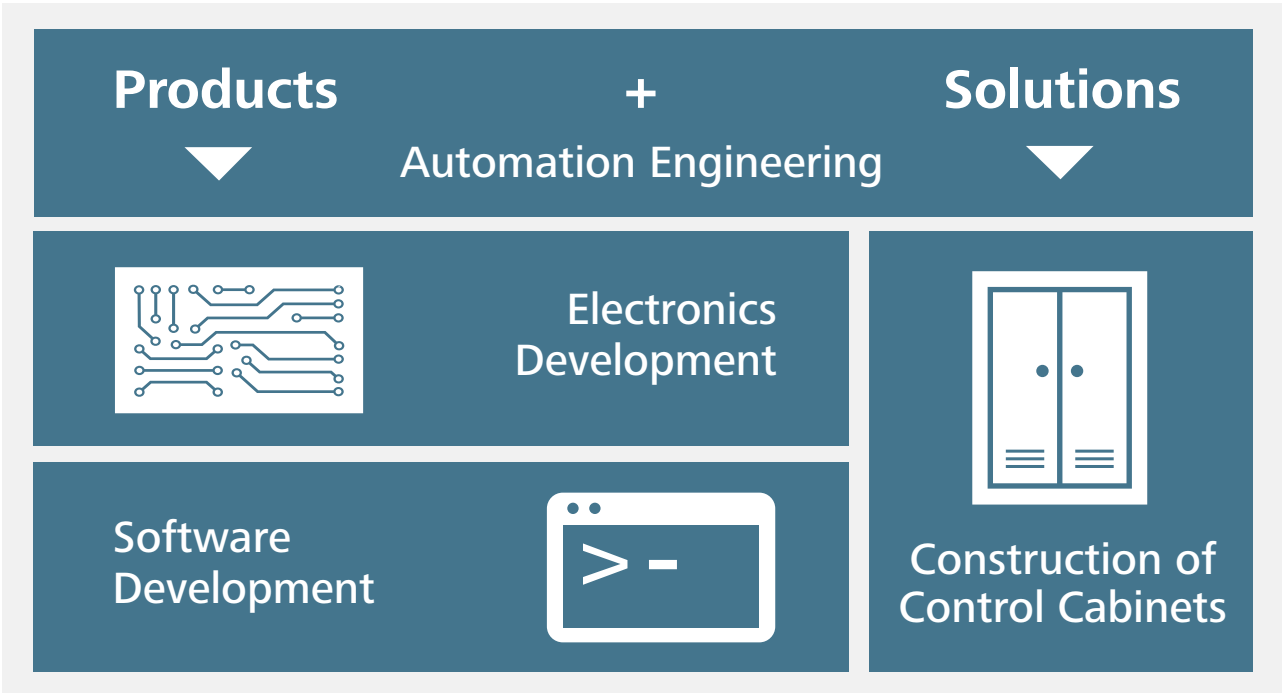 Products + Solutions
Automation Engineering
Electronics
Development
Software
Development
>-
Construction of
Control Cabinets